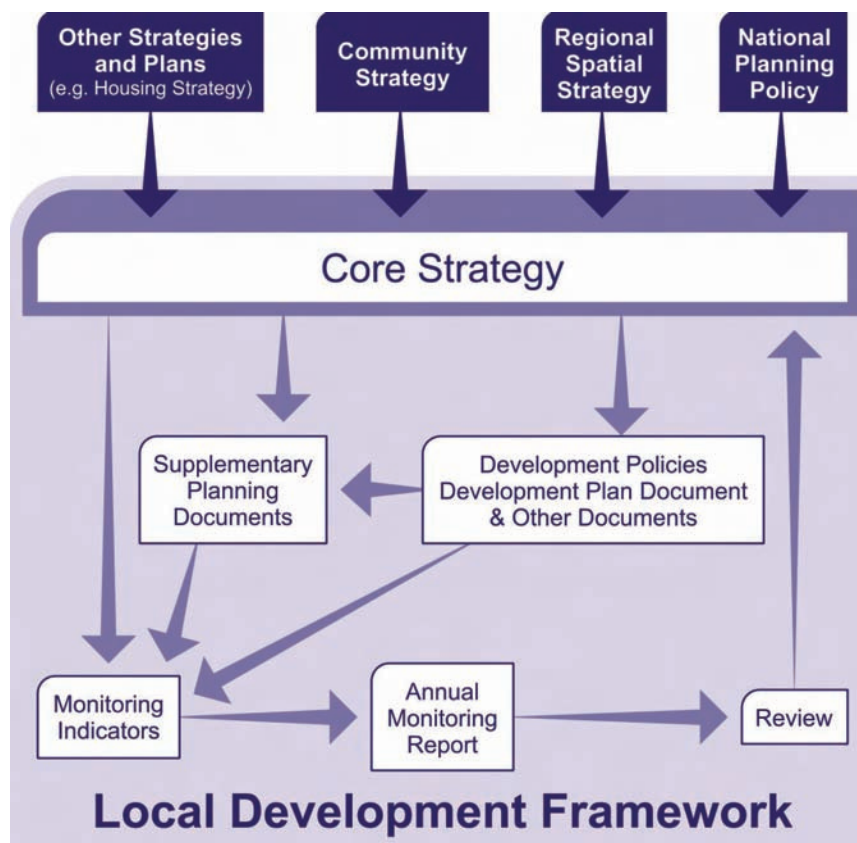 Other Strategies
and Plans
(e.g. Housing Strategy)
Community
Strategy
Regional
Spatial
Strategy
National
Planning
Policy
Core Strategy
Supplementary
Planning
Documents
Development Policies
Development Plan Document
& Other Documents
Monitoring
Indicators
Annual
Monitoring
Report
Review
Local Development Framework